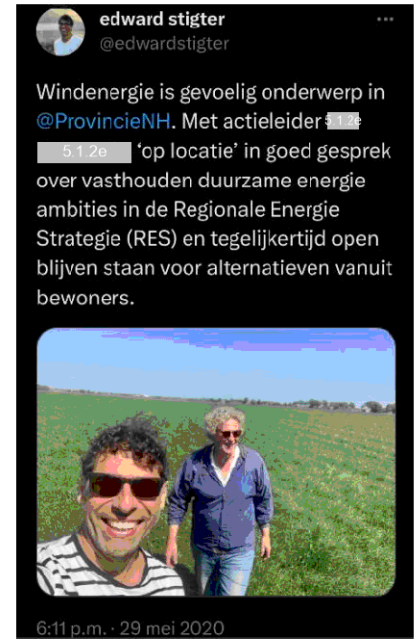 edward stigter
@edwardstigter
Windenergie is gevoelig onderwerp in
@ProvincieNH. Met actieleider 5.1.2e
5.1.2e 'op locatie' in goed gesprek
over vasthouden duurzame energie
ambities in de Regionale Energie
Strategie (RES) en tegelijkertijd open
blijven staan voor alternatieven vanuit
bewoners.
6:11 p.m. · 29 mei 2020